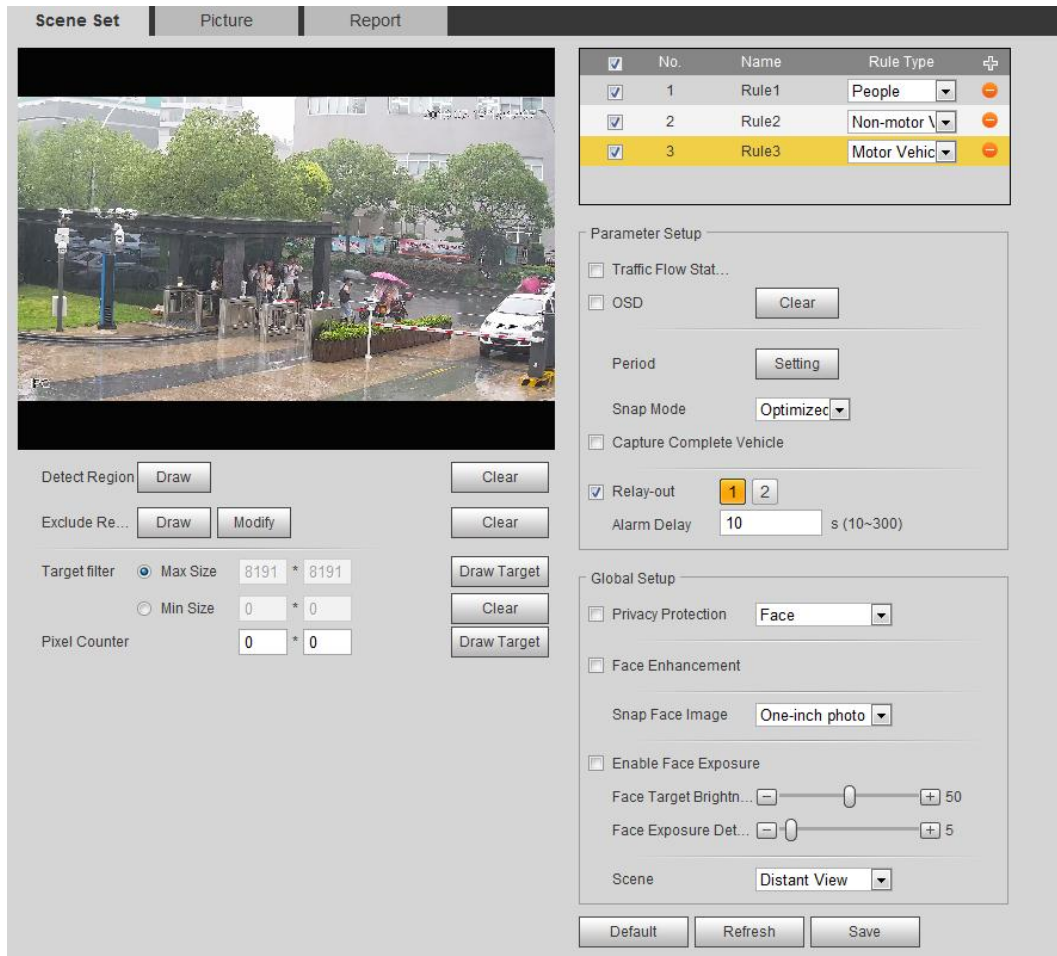 Scene Set Picture Report
No. Name Rule Type
1 Rule1 People
2 Rule2 Non-motor V
3 Rule3 Motor Vehic
Parameter Setup
Traffic Flow Stat...
OSD Clear
Period Setting
Snap Mode Optimized
Capture Complete Vehicle
Relay-out 1 2
Alarm Delay 10 s (10~300)
Detect Region Draw Clear
Exclude Re... Draw Modify Clear
Target filter Max Size 8191 * 8191 Draw Target
Min Size 0 * 0 Clear
Pixel Counter 0 * 0 Draw Target
Global Setup
Privacy Protection Face
Face Enhancement
Snap Face Image One-inch photo
Enable Face Exposure
Face Target Brightn... 50
Face Exposure Det... 5
Scene Distant View
Default Refresh Save